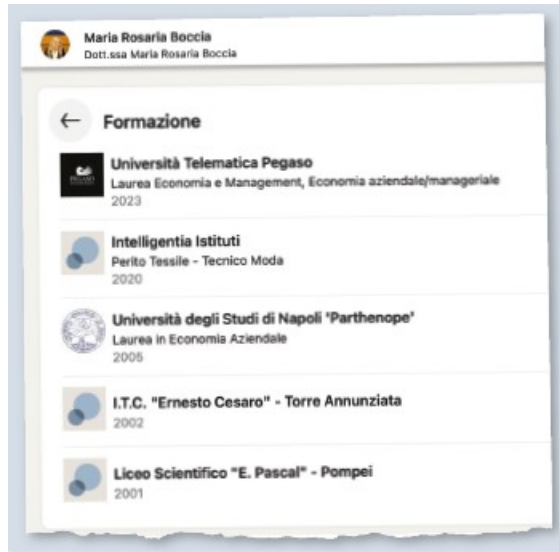 Maria Rosaria Boccia
Dott.ssa Maria Rosaria Boccia
Formazione
Università Telematica Pegaso
Laurea Economia e Management, Economia aziendale/manageriale
2023
Intelligentia Istituti
Perito Tessile - Tecnico Moda
2020
Università degli Studi di Napoli 'Parthenope'
Laurea in Economia Aziendale
2005
I.T.C. "Ernesto Cesaro" - Torre Annunziata
2002
Liceo Scientifico "E. Pascal" - Pompei
2001